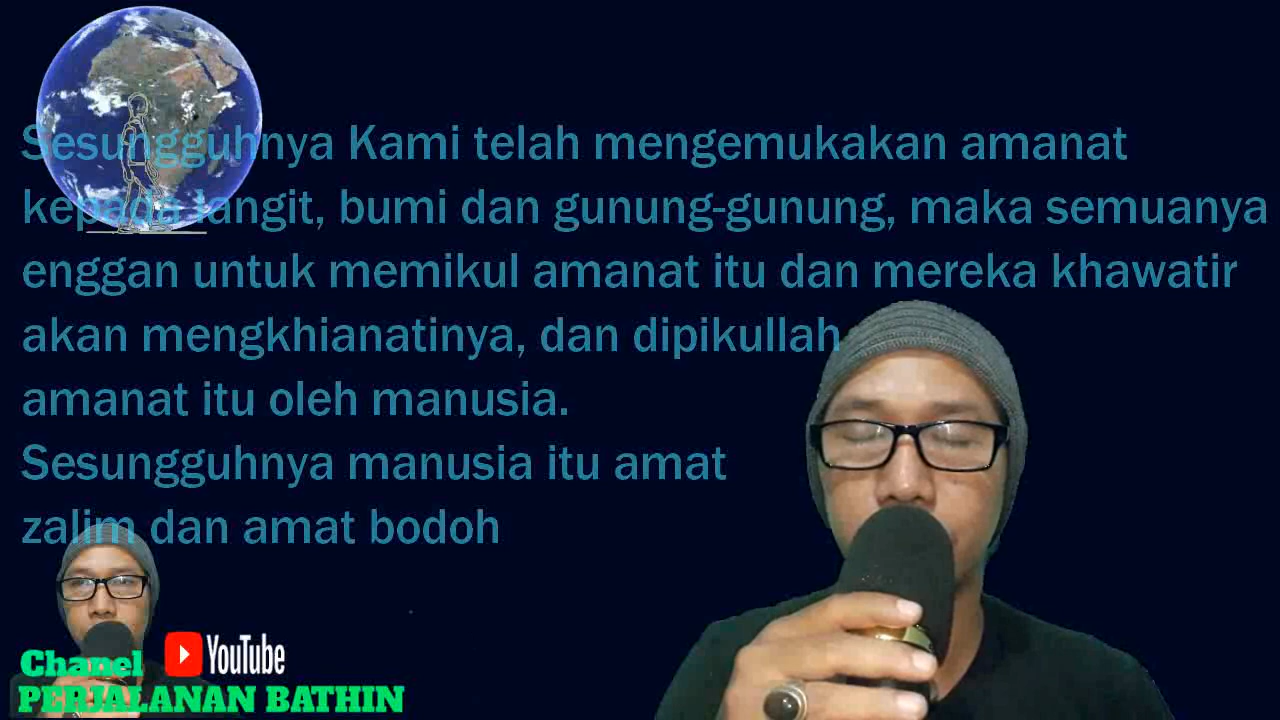 Sesungguhnya Kami telah mengemukakan amanat
kepada langit, bumi dan gunung-gunung, maka semuanya
enggan untuk memikul amanat itu dan mereka khawatir
akan mengkhianatinya, dan dipikullah
amanat itu oleh manusia.
Sesungguhnya manusia itu amat
zalim dan amat bodoh
Chanel YouTube
PERJALANAN BATHIN